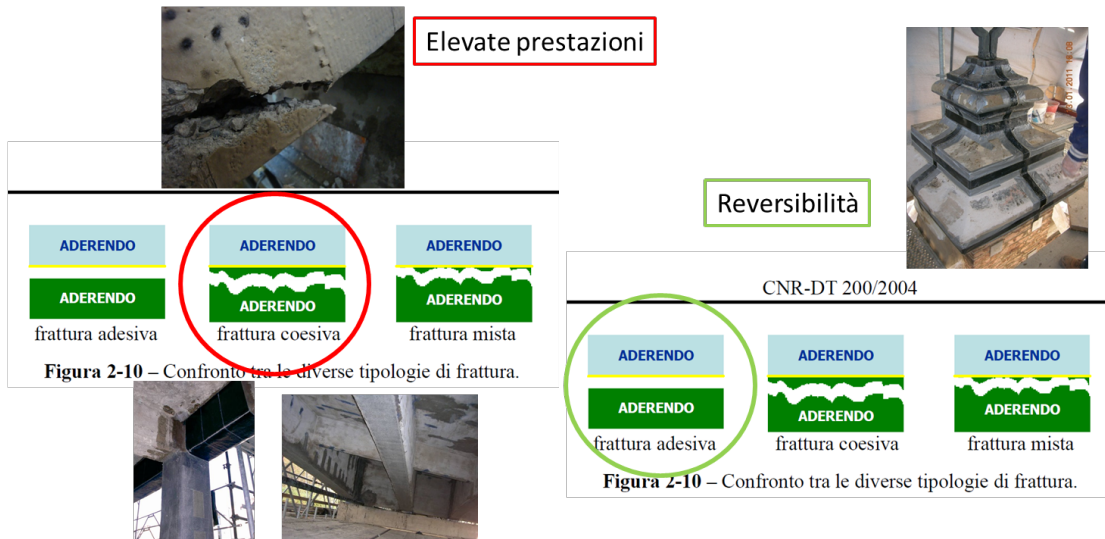 Elevate prestazioni
ADERENDO
ADERENDO
ADERENDO
ADERENDO
ADERENDO
ADERENDO
frattura adesiva
frattura coesiva
frattura mista
Figura 2-10 – Confronto tra le diverse tipologie di frattura.
Reversibilità
CNR-DT 200/2004
ADERENDO
ADERENDO
ADERENDO
ADERENDO
ADERENDO
ADERENDO
frattura adesiva
frattura coesiva
frattura mista
Figura 2-10 – Confronto tra le diverse tipologie di frattura.